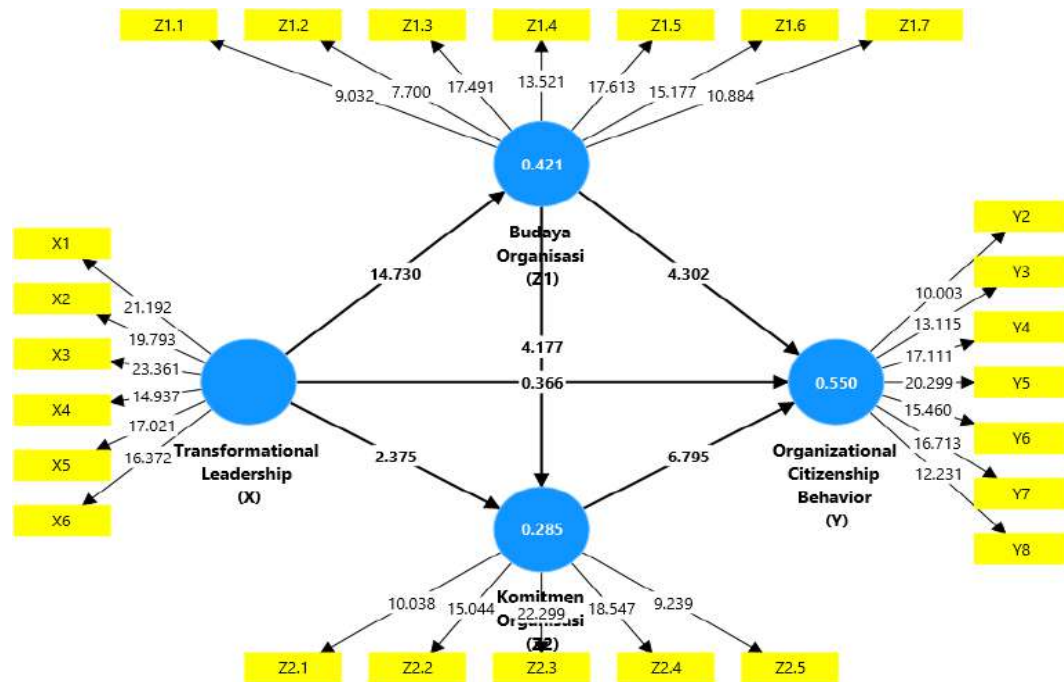 Z1.1 Z1.2 Z1.3 Z1.4 Z1.5 Z1.6 Z1.7
9.032 7.700 17.491 13.521 17.613 15.177 10.884
0.421
Budaya
Organisasi
(Z1)
X1
X2
X3
X4
X5
X6
21.192
19.793
23.361
14.937
17.021
16.372
Transformational
Leadership
(X)
14.730
4.302
4.177
0.366
2.375
6.795
0.550
Organizational
Citizenship
Behavior
(Y)
Y2
Y3
Y4
Y5
Y6
Y7
Y8
10.003
13.115
17.111
20.299
15.460
16.713
12.231
0.285
Komitmen
Organisasi
(Z2)
10.038 15.044 22.299 18.547 9.239
Z2.1 Z2.2 Z2.3 Z2.4 Z2.5